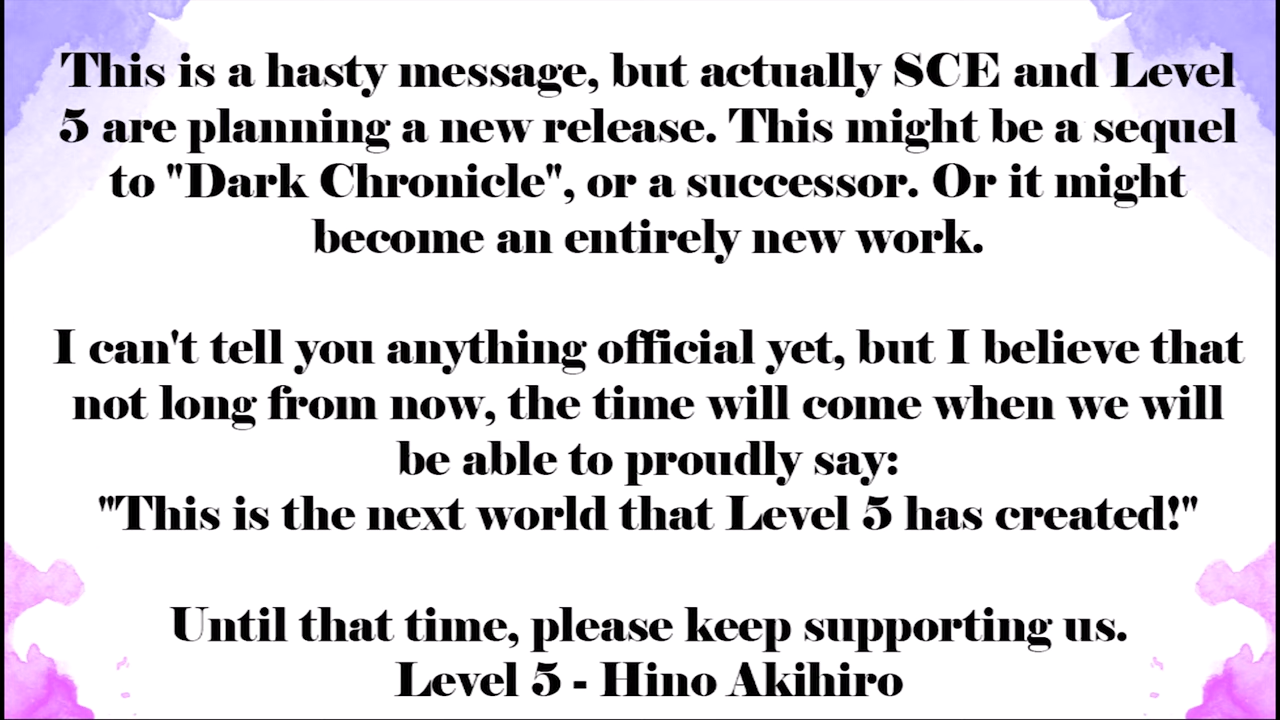 This is a hasty message, but actually SCE and Level
5 are planning a new release. This might be a sequel
to "Dark Chronicle", or a successor. Or it might
become an entirely new work.
I can't tell you anything official yet, but I believe that
not long from now, the time will come when we will
be able to proudly say:
"This is the next world that Level 5 has created!"
Until that time, please keep supporting us.
Level 5 - Hino Akihiro